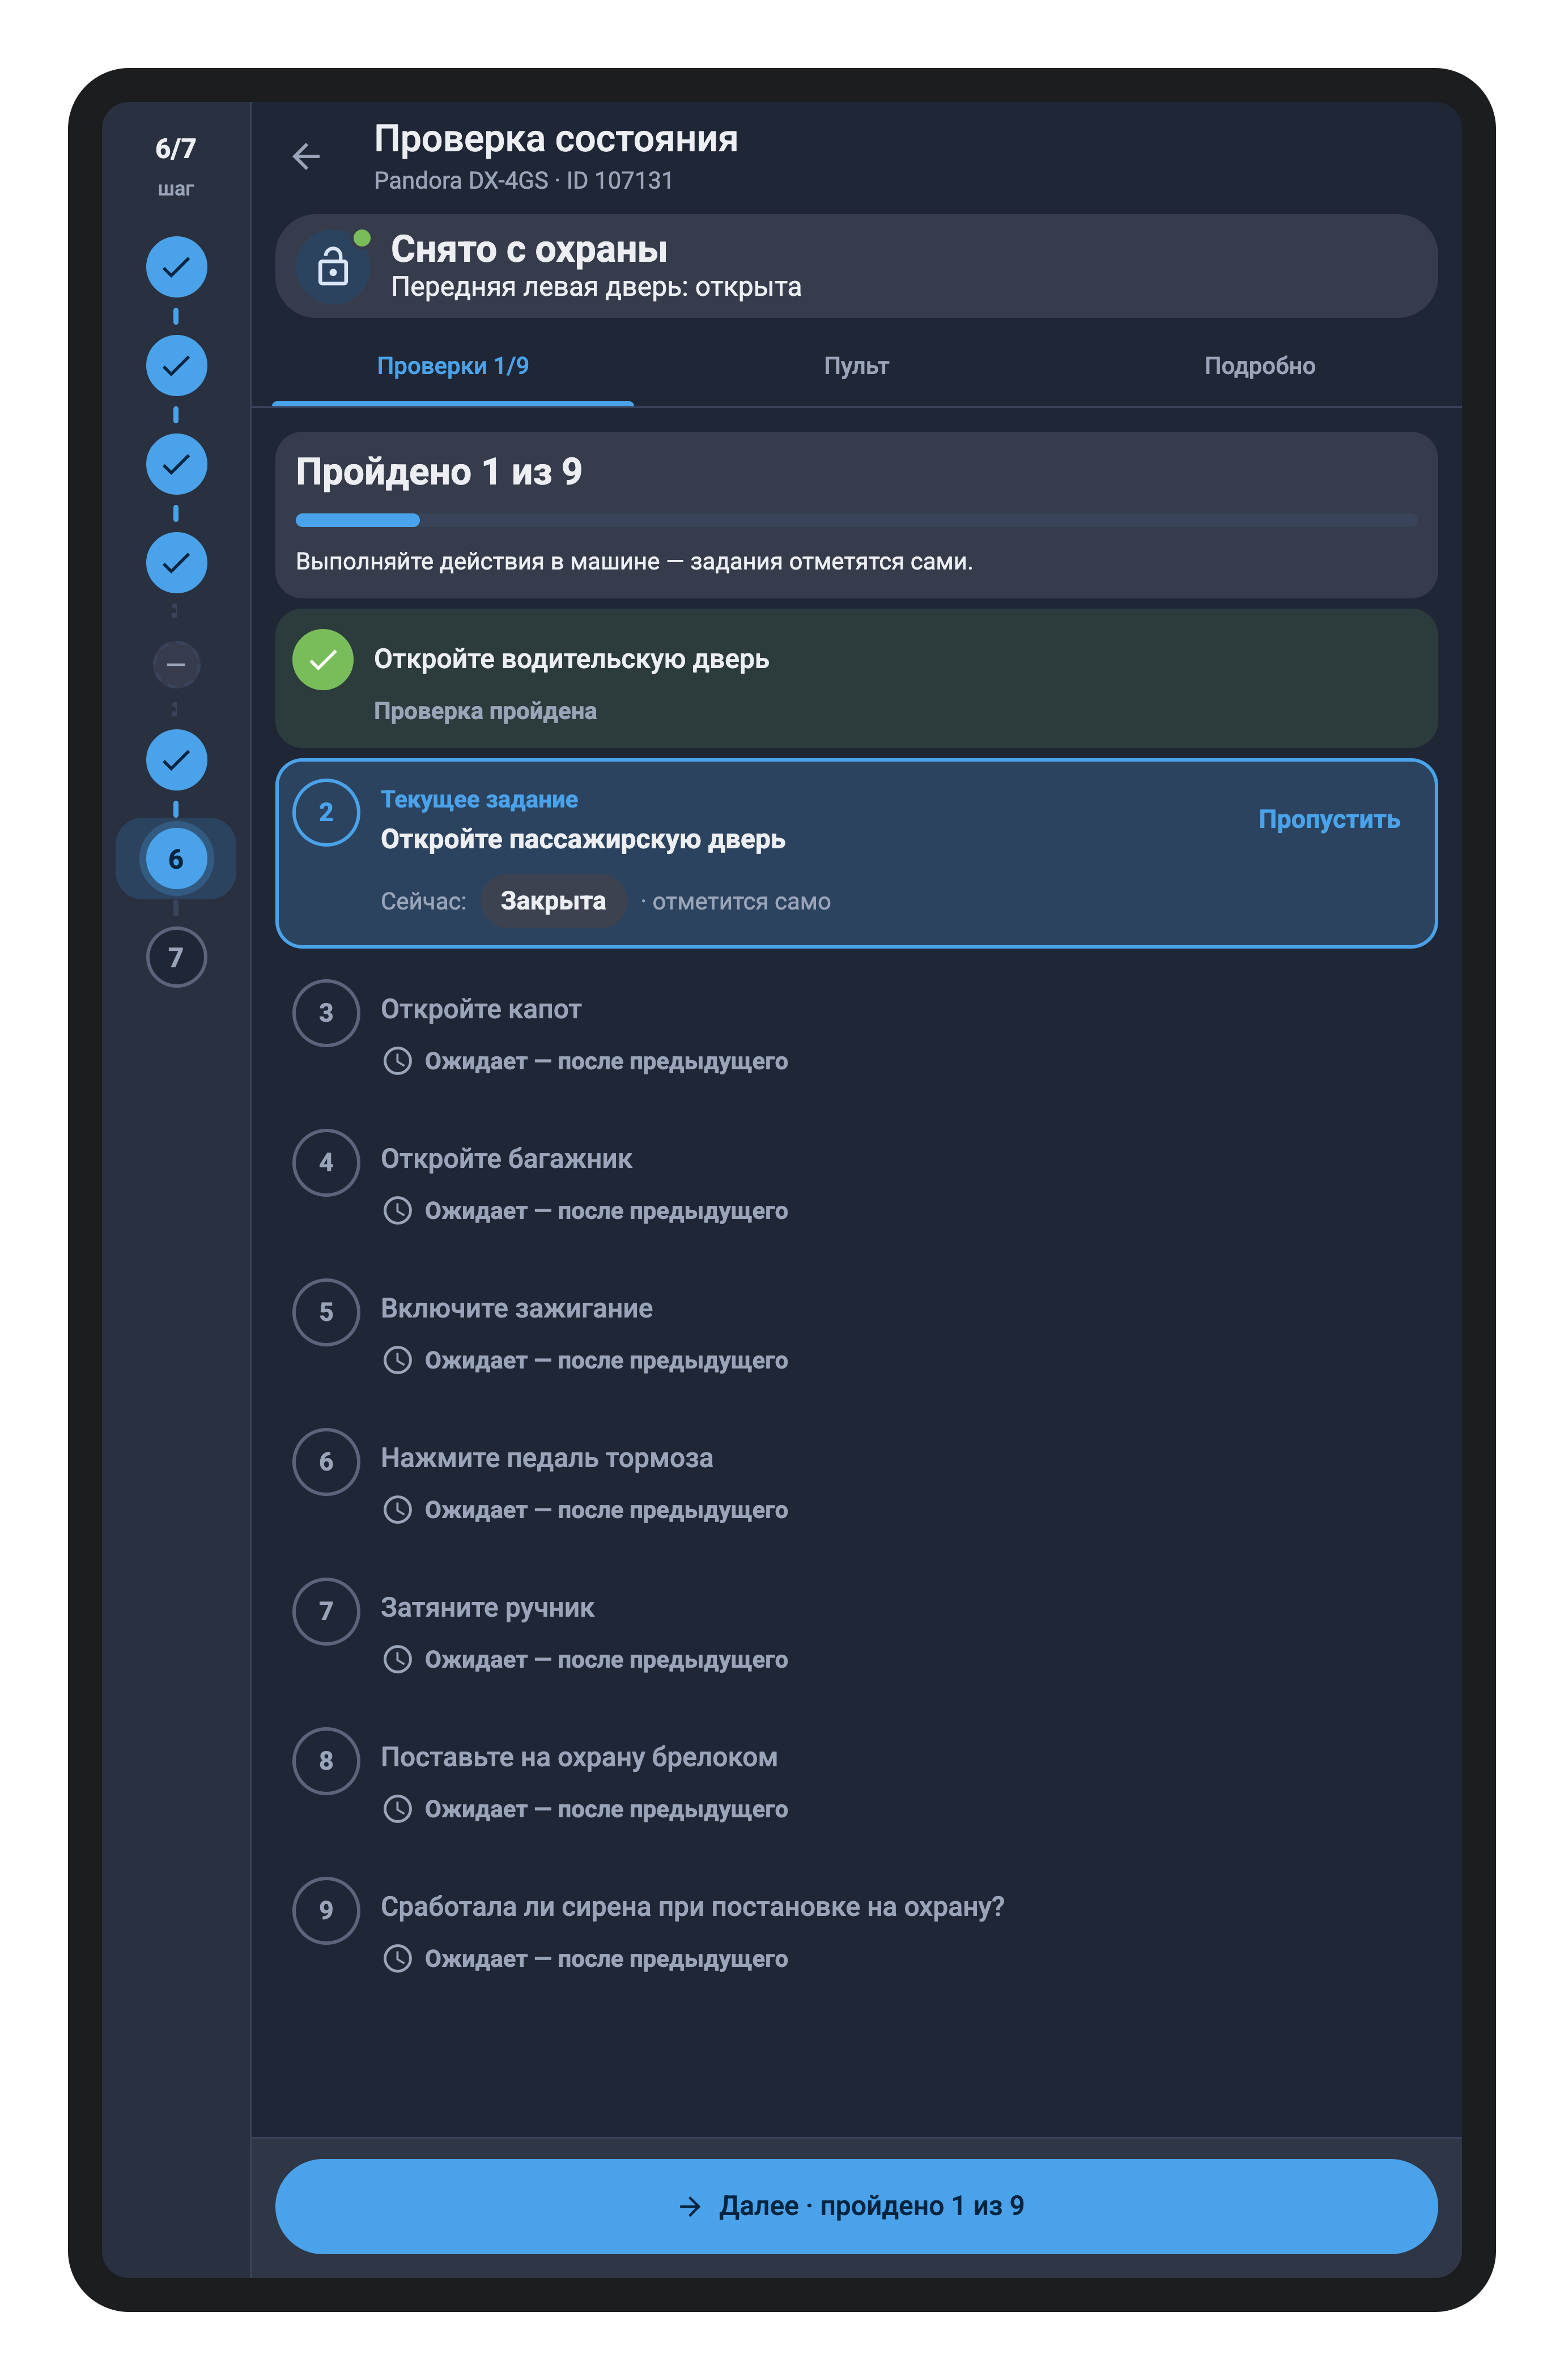 6/7
шаг
6
7
Проверка состояния
Pandora DX-4GS · ID 107131
Снято с охраны
Передняя левая дверь: открыта
Проверки 1/9
Пульт
Подробно
Пройдено 1 из 9
Выполняйте действия в машине — задания отметятся сами.
Откройте водительскую дверь
Проверка пройдена
2
Текущее задание
Откройте пассажирскую дверь
Пропустить
Сейчас: Закрыта · отметится само
3 Откройте капот
Ожидает — после предыдущего
4 Откройте багажник
Ожидает — после предыдущего
5 Включите зажигание
Ожидает — после предыдущего
6 Нажмите педаль тормоза
Ожидает — после предыдущего
7 Затяните ручник
Ожидает — после предыдущего
8 Поставьте на охрану брелоком
Ожидает — после предыдущего
9 Сработала ли сирена при постановке на охрану?
Ожидает — после предыдущего
Далее · пройдено 1 из 9